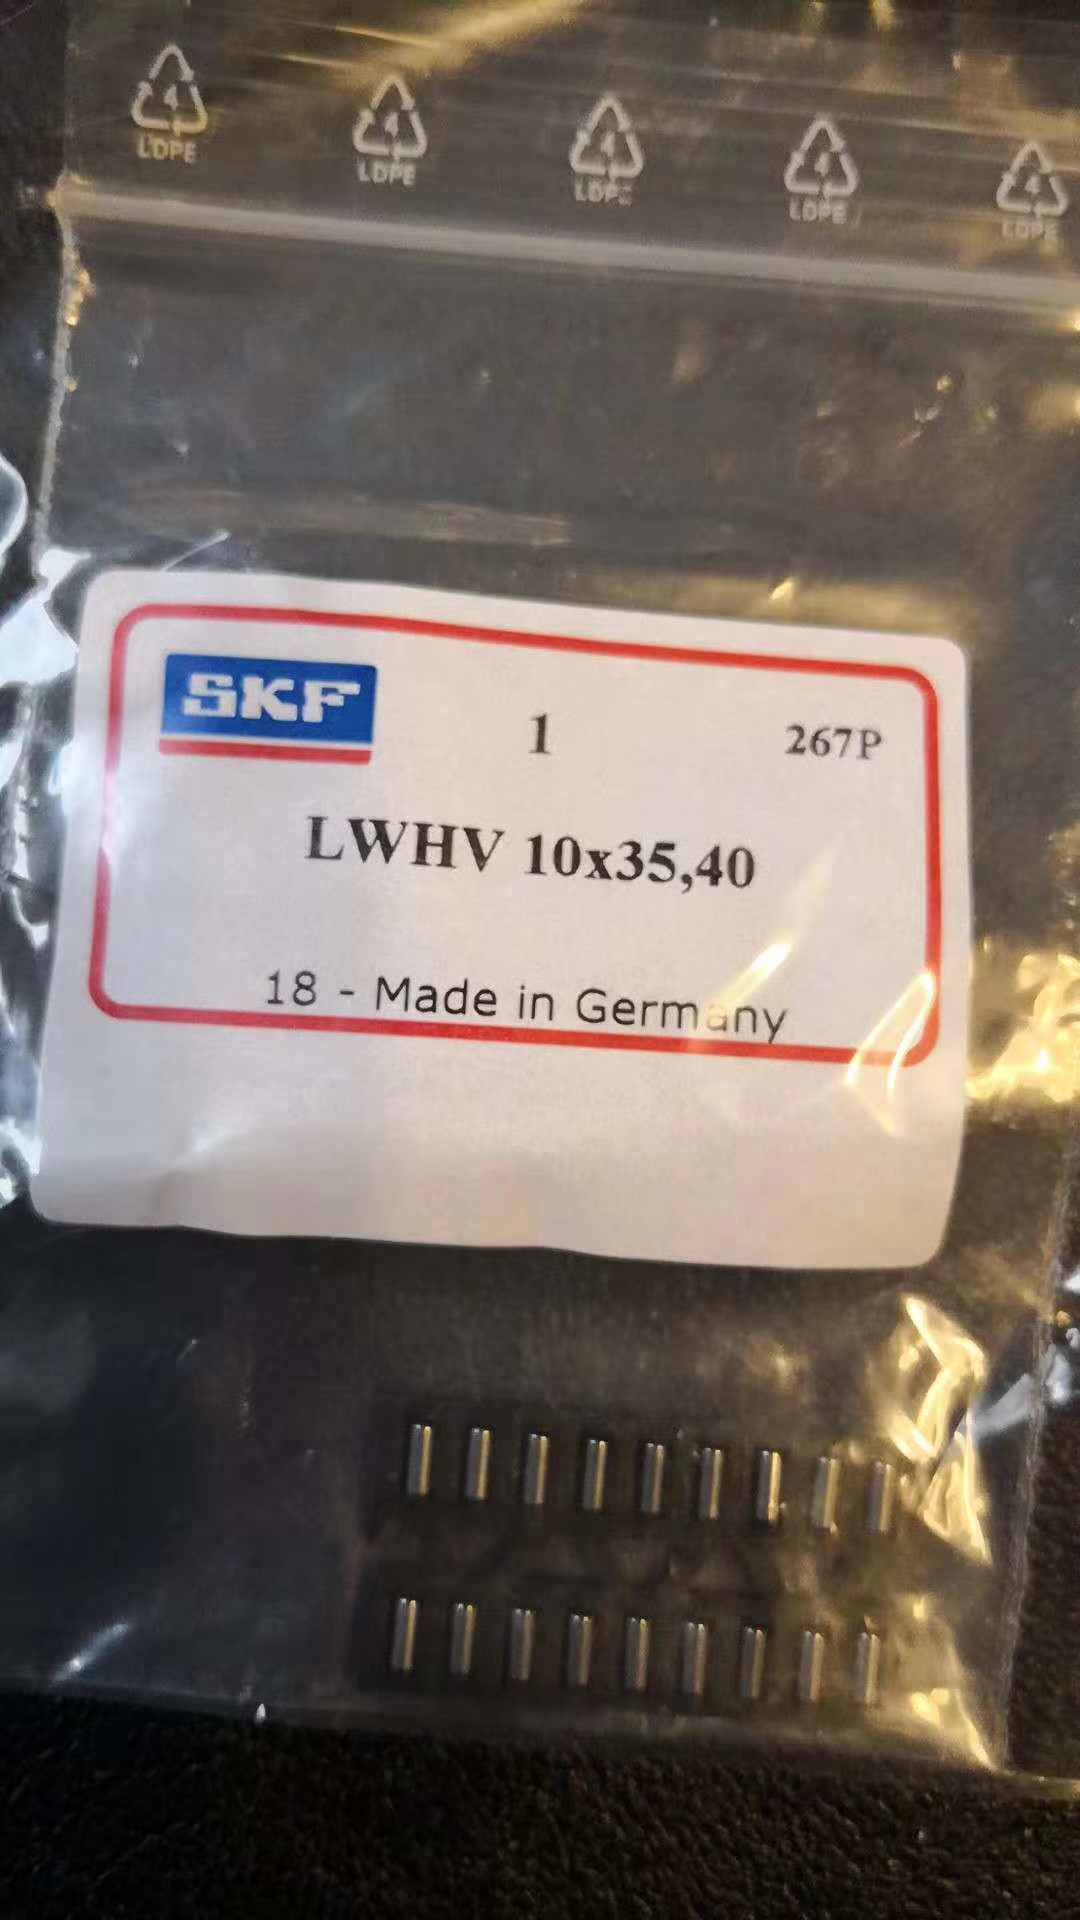 4 4 4 4 4
LDPE LDPE LDPE LDPE LDPE
SKF 1 267P
LWHV 10x35,40
18 - Made in Germany